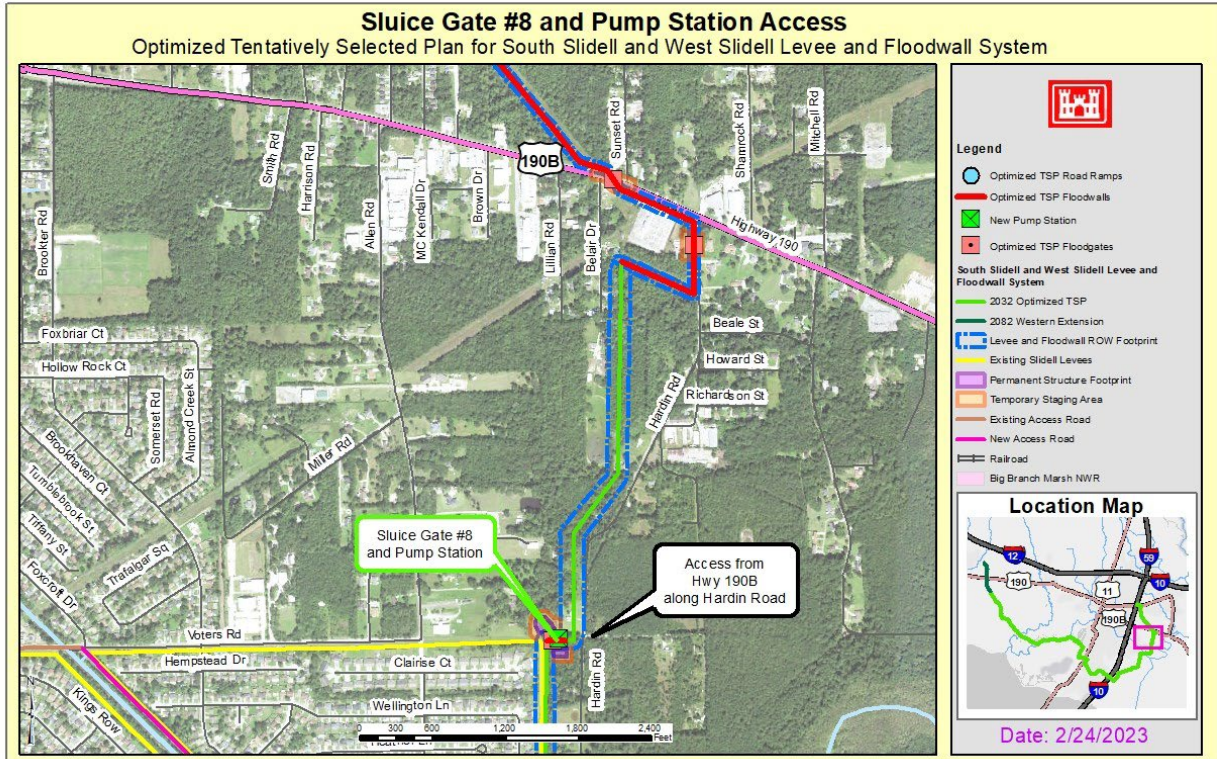 Sluice Gate #8 and Pump Station Access
Optimized Tentatively Selected Plan for South Slidell and West Slidell Levee and Floodwall System
Smith Rd
Harrison Rd
Allen Rd
MC Kendall Dr
Brown Dr
190B
Sunset Rd
Shamrock Rd
Mitchell Rd
Brookter Rd
Lillian Rd
Belair Dr
Highway 190
Foxbriar Ct
Hollow Rock Ct
Somerset Rd
Almond Creek St
Beale St
Howard St
Richardson St
Hardin Rd
Miller Rd
Brookhaven Ct
Tumblebrook St
Tiffany St
Trafalgar Sq
Foxcroft Dr
Sluice Gate #8
and Pump Station
Access from
Hwy 190B
along Hardin Road
Voters Rd
Hempstead Dr
Clairise Ct
Hardin Rd
Kings Row
Wellington Ln
0 300 600 1,200 1,800 2,400
Feet
Legend
Optimized TSP Road Ramps
Optimized TSP Floodwalls
New Pump Station
Optimized TSP Floodgates
South Slidell and West Slidell Levee and
Floodwall System
2032 Optimized TSP
2082 Western Extension
Levee and Floodwall ROW Footprint
Existing Slidell Levees
Permanent Structure Footprint
Temporary Staging Area
Existing Access Road
New Access Road
Railroad
Big Branch Marsh NWR
Location Map
12
59
190
11
10
190B
10
Date: 2/24/2023